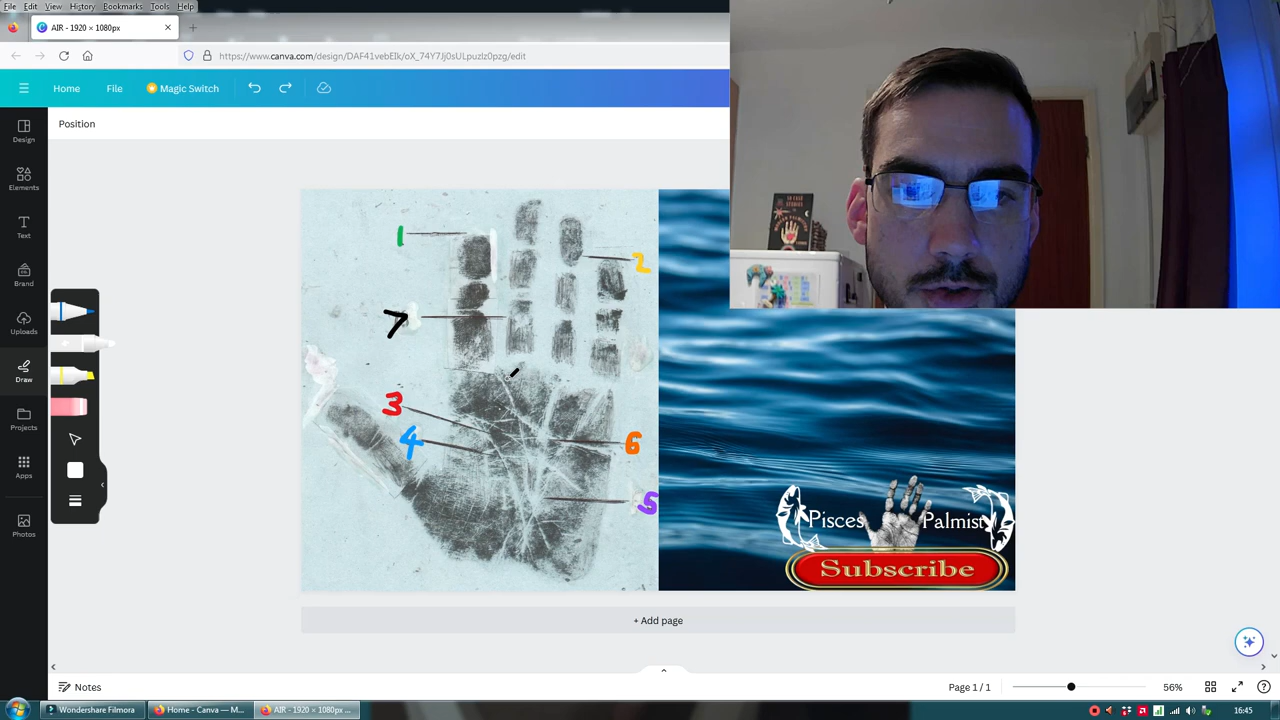 File Edit View History Bookmarks Tools Help
AIR - 1920 × 1080px
https://www.canva.com/design/DAF41vebEIk/oX_74Y7Jj0sULpuzIz0pzg/edit
Home File Magic Switch
Position
Design
Elements
Text
Brand
Uploads
Draw
Projects
Apps
Photos
1
2
7
3
4
6
5
Pisces Palmist
Subscribe
+ Add page
Notes
Page 1 / 1
56%
Wondershare Filmora
Home - Canva — M...
AIR - 1920 × 1080px ...
16:45